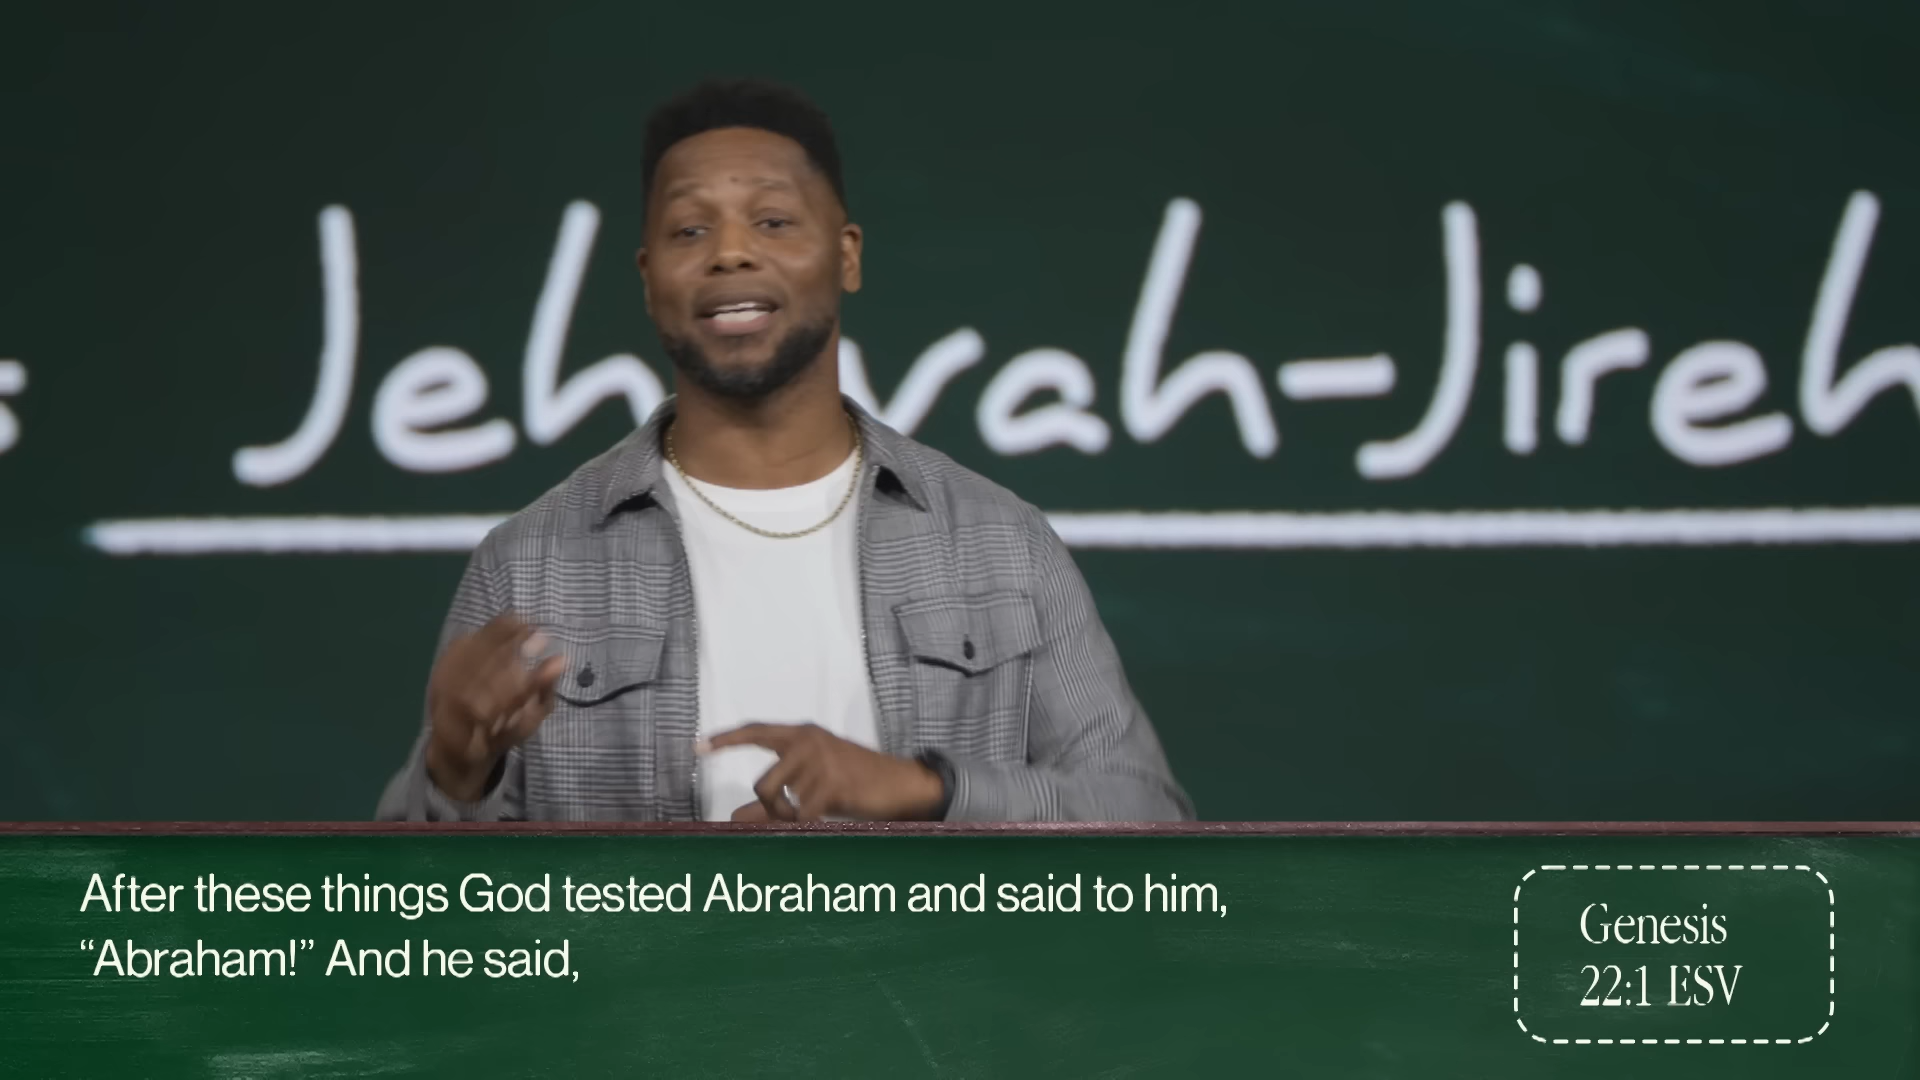 s Jeh vah-Jireh
After these things God tested Abraham and said to him,
“Abraham!” And he said,
Genesis
22:1 ESV